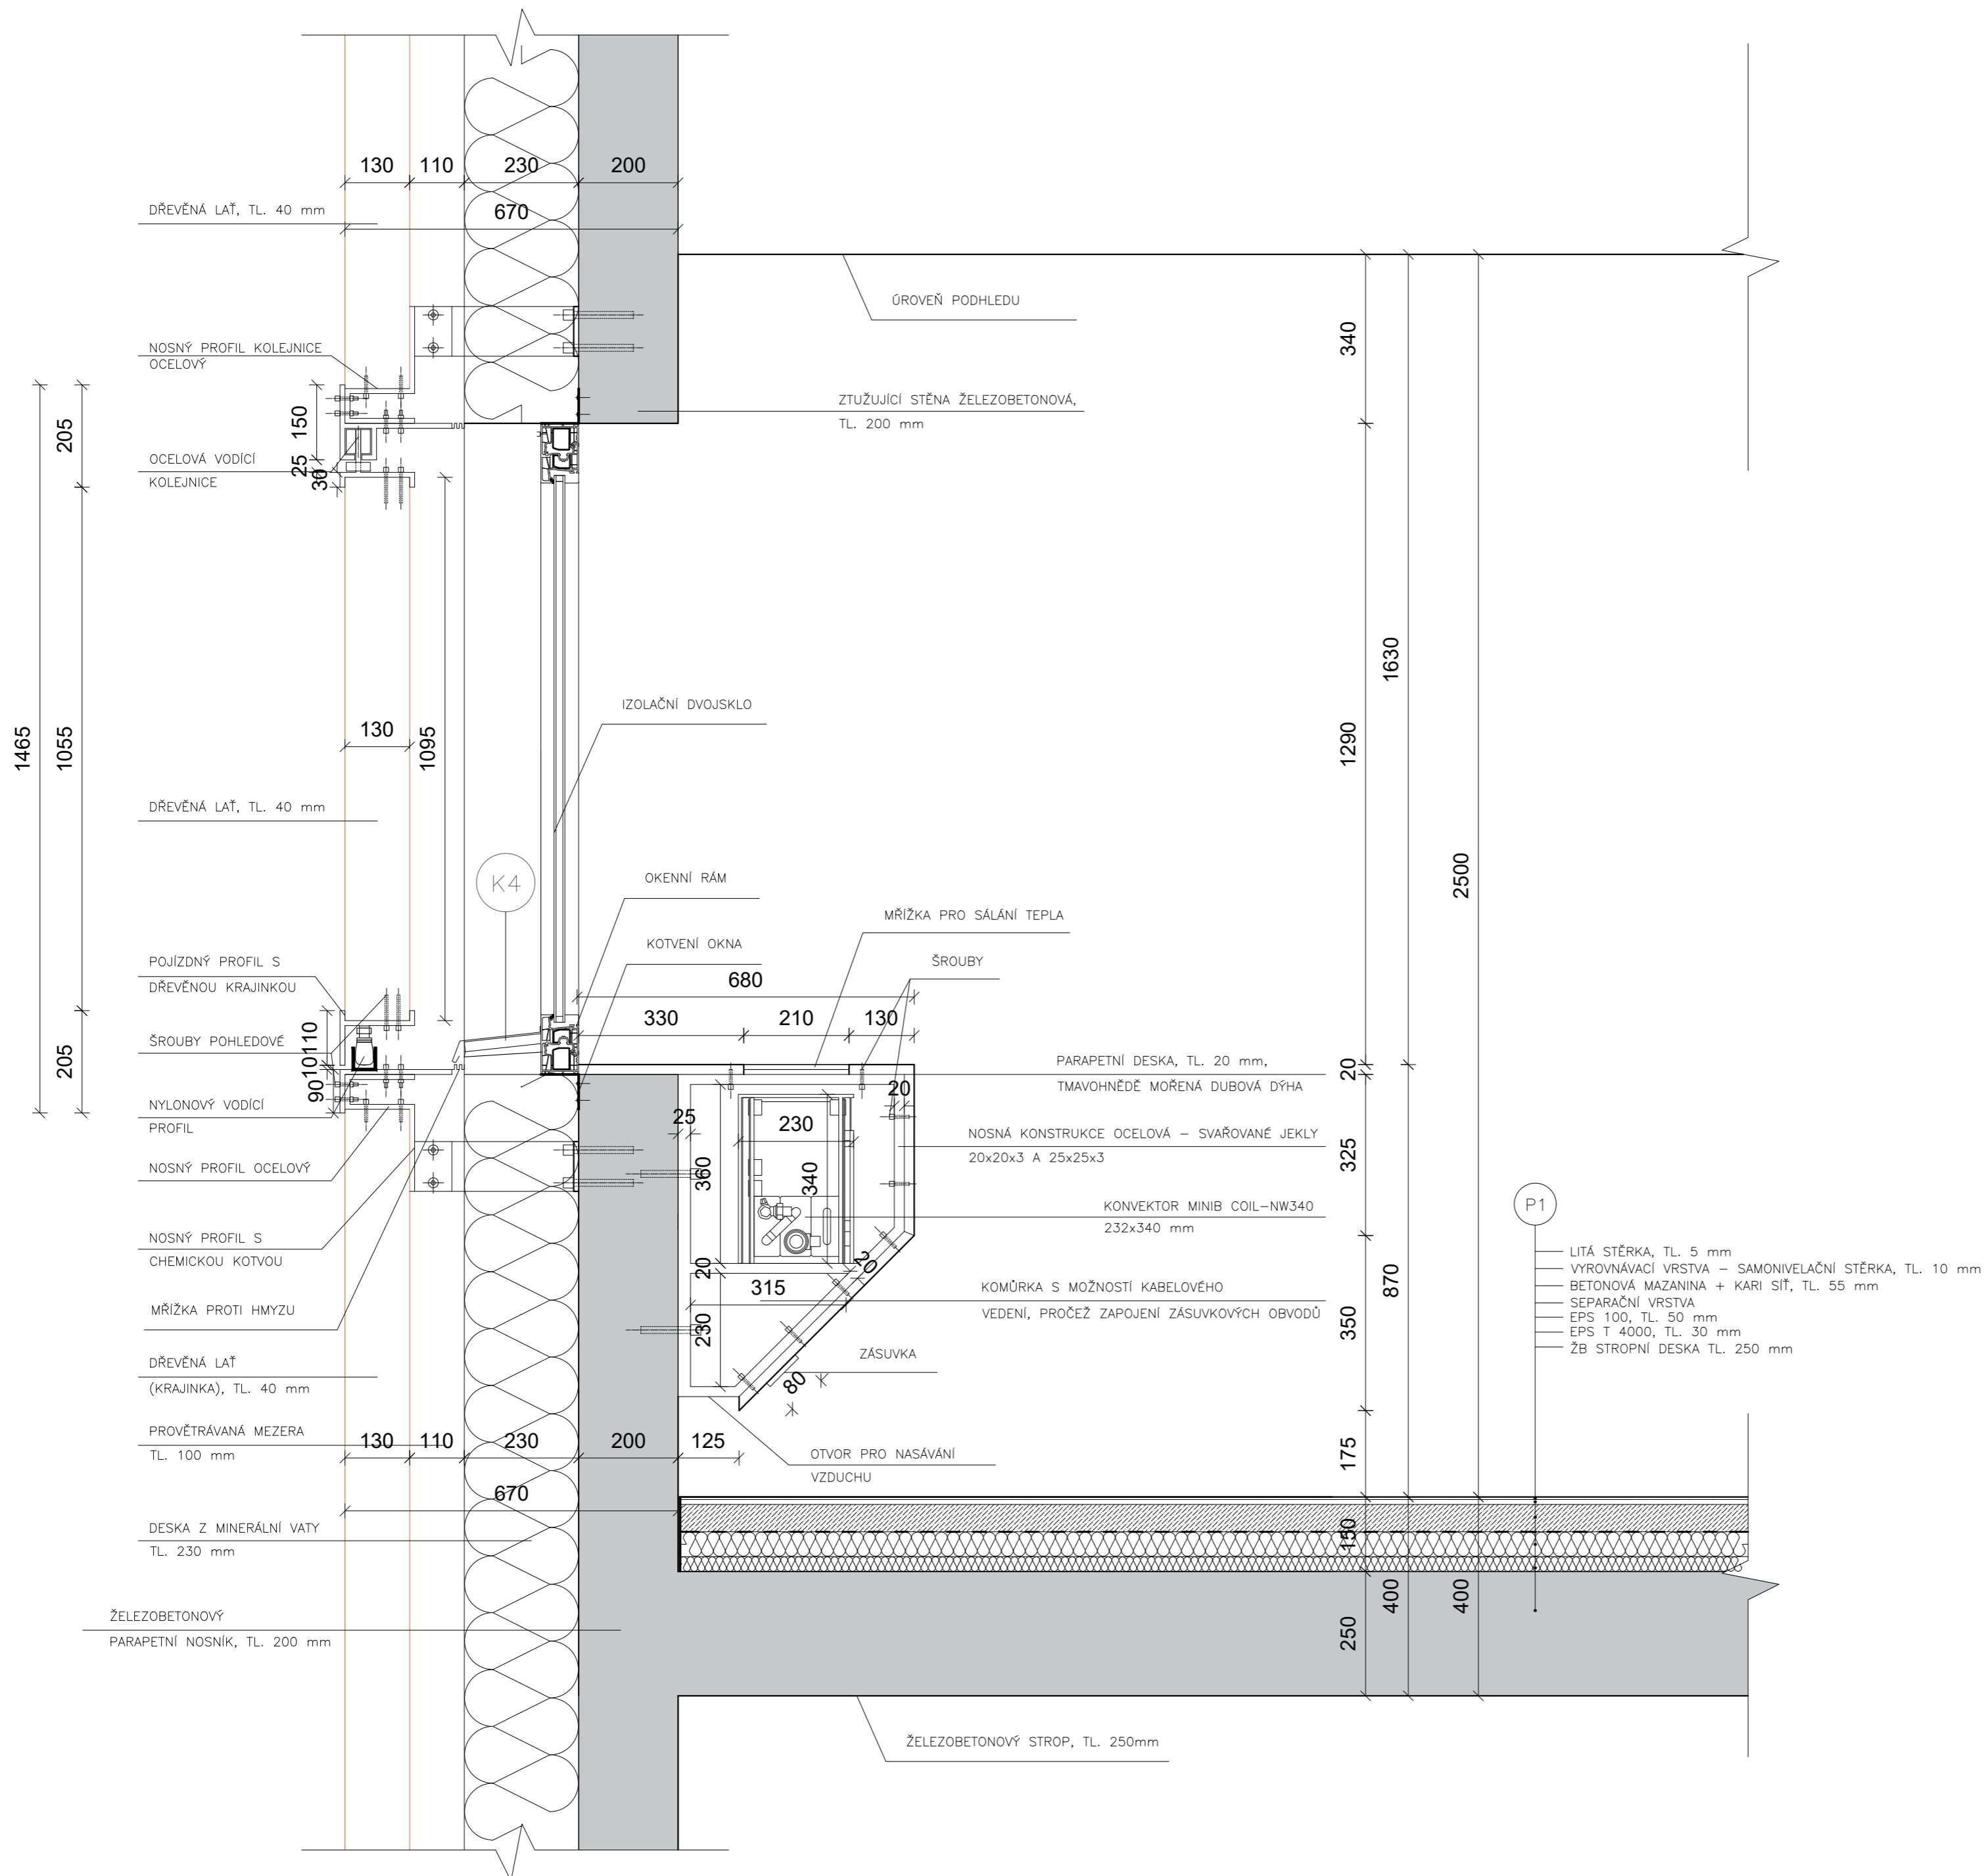 130 110 230 200
670
DŘEVĚNÁ LAŤ, TL. 40 mm
ÚROVEŇ PODHLEDU
340
NOSNÝ PROFIL KOLEJNICE
OCELOVÝ
ZTUŽUJÍCÍ STĚNA ŽELEZOBETONOVÁ,
TL. 200 mm
205
150
25
30
OCELOVÁ VODÍCÍ
KOLEJNICE
1630
IZOLAČNÍ DVOJSKLO
130
1465
1055
1095
1290
DŘEVĚNÁ LAŤ, TL. 40 mm
2500
K4
OKENNÍ RÁM
MŘÍŽKA PRO SÁLÁNÍ TEPLA
KOTVENÍ OKNA
ŠROUBY
POJÍZDNÝ PROFIL S
DŘEVĚNOU KRAJINKOU
680
330 210 130
205
110
10
90
ŠROUBY POHLEDOVÉ
PARAPETNÍ DESKA, TL. 20 mm,
TMAVOHNĚDĚ MOŘENÁ DUBOVÁ DÝHA
20
20
NYLONOVÝ VODÍCÍ
PROFIL
25
230
NOSNÁ KONSTRUKCE OCELOVÁ – SVAŘOVANÉ JEKLY
20x20x3 A 25x25x3
325
NOSNÝ PROFIL OCELOVÝ
360
340
KONVEKTOR MINIB COIL–NW340
232x340 mm
P1
NOSNÝ PROFIL S
CHEMICKOU KOTVOU
LITÁ STĚRKA, TL. 5 mm
VYROVNÁVACÍ VRSTVA – SAMONIVELAČNÍ STĚRKA, TL. 10 mm
BETONOVÁ MAZANINA + KARI SÍŤ, TL. 55 mm
SEPARAČNÍ VRSTVA
EPS 100, TL. 50 mm
EPS T 4000, TL. 30 mm
ŽB STROPNÍ DESKA TL. 250 mm
20
20
315
KOMŮRKA S MOŽNOSTÍ KABELOVÉHO
VEDENÍ, PROČEŽ ZAPOJENÍ ZÁSUVKOVÝCH OBVODŮ
870
350
MŘÍŽKA PROTI HMYZU
230
ZÁSUVKA
80
DŘEVĚNÁ LAŤ
(KRAJINKA), TL. 40 mm
PROVĚTRÁVANÁ MEZERA
TL. 100 mm
130 110 230 200 125
OTVOR PRO NASÁVÁNÍ
VZDUCHU
175
670
DESKA Z MINERÁLNÍ VATY
TL. 230 mm
150
400
400
ŽELEZOBETONOVÝ
PARAPETNÍ NOSNÍK, TL. 200 mm
250
ŽELEZOBETONOVÝ STROP, TL. 250mm